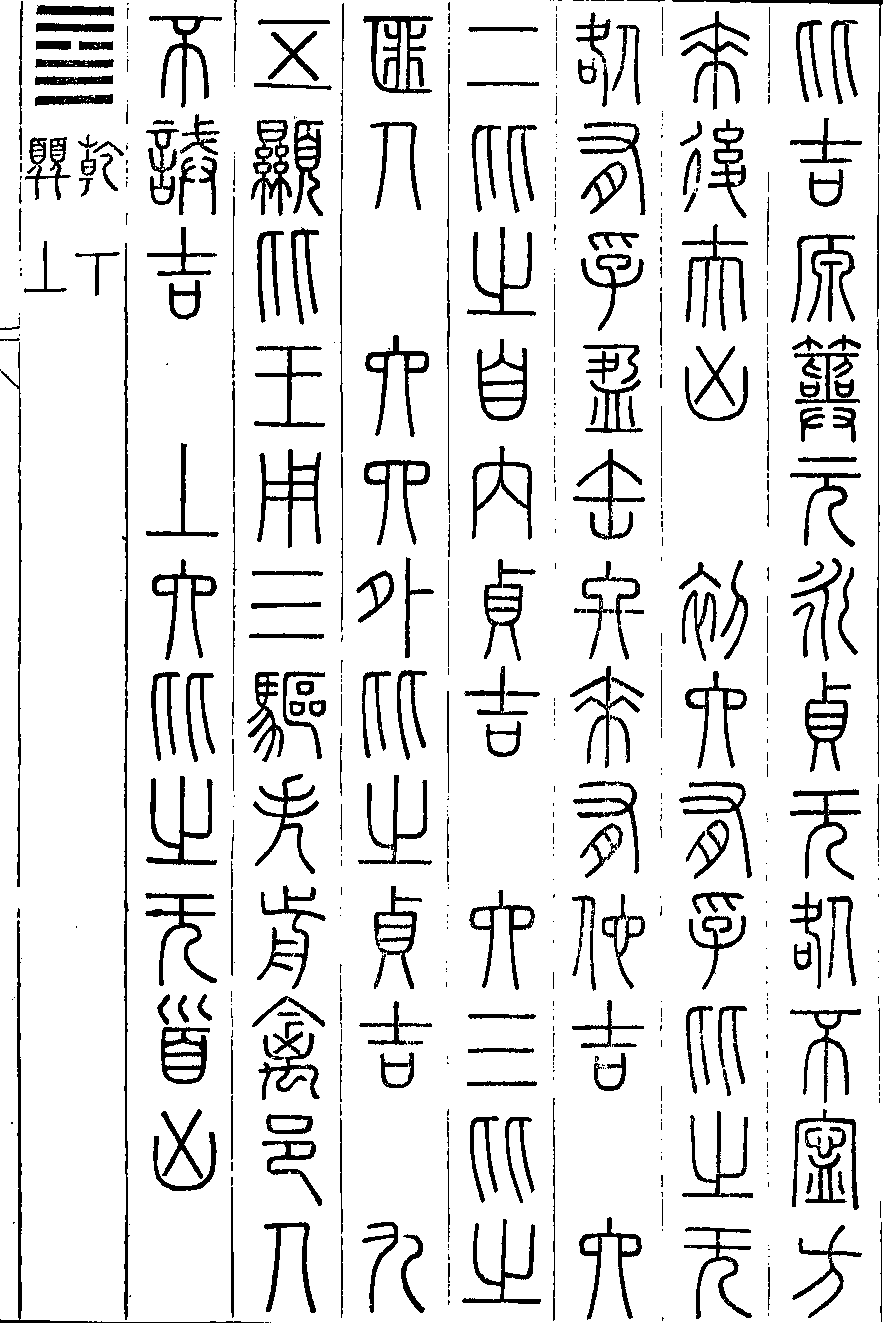 比吉原筮元永貞无咎不寧方
來後夫凶 初六有孚比之无
咎有孚盈缶終來有他吉 六
二比之自内貞吉 六三比之
匪人 六四外比之貞吉 九
五顯比王用三驅失前禽邑人
不誡吉 上六比之无首凶
䷈ 乾下巽上